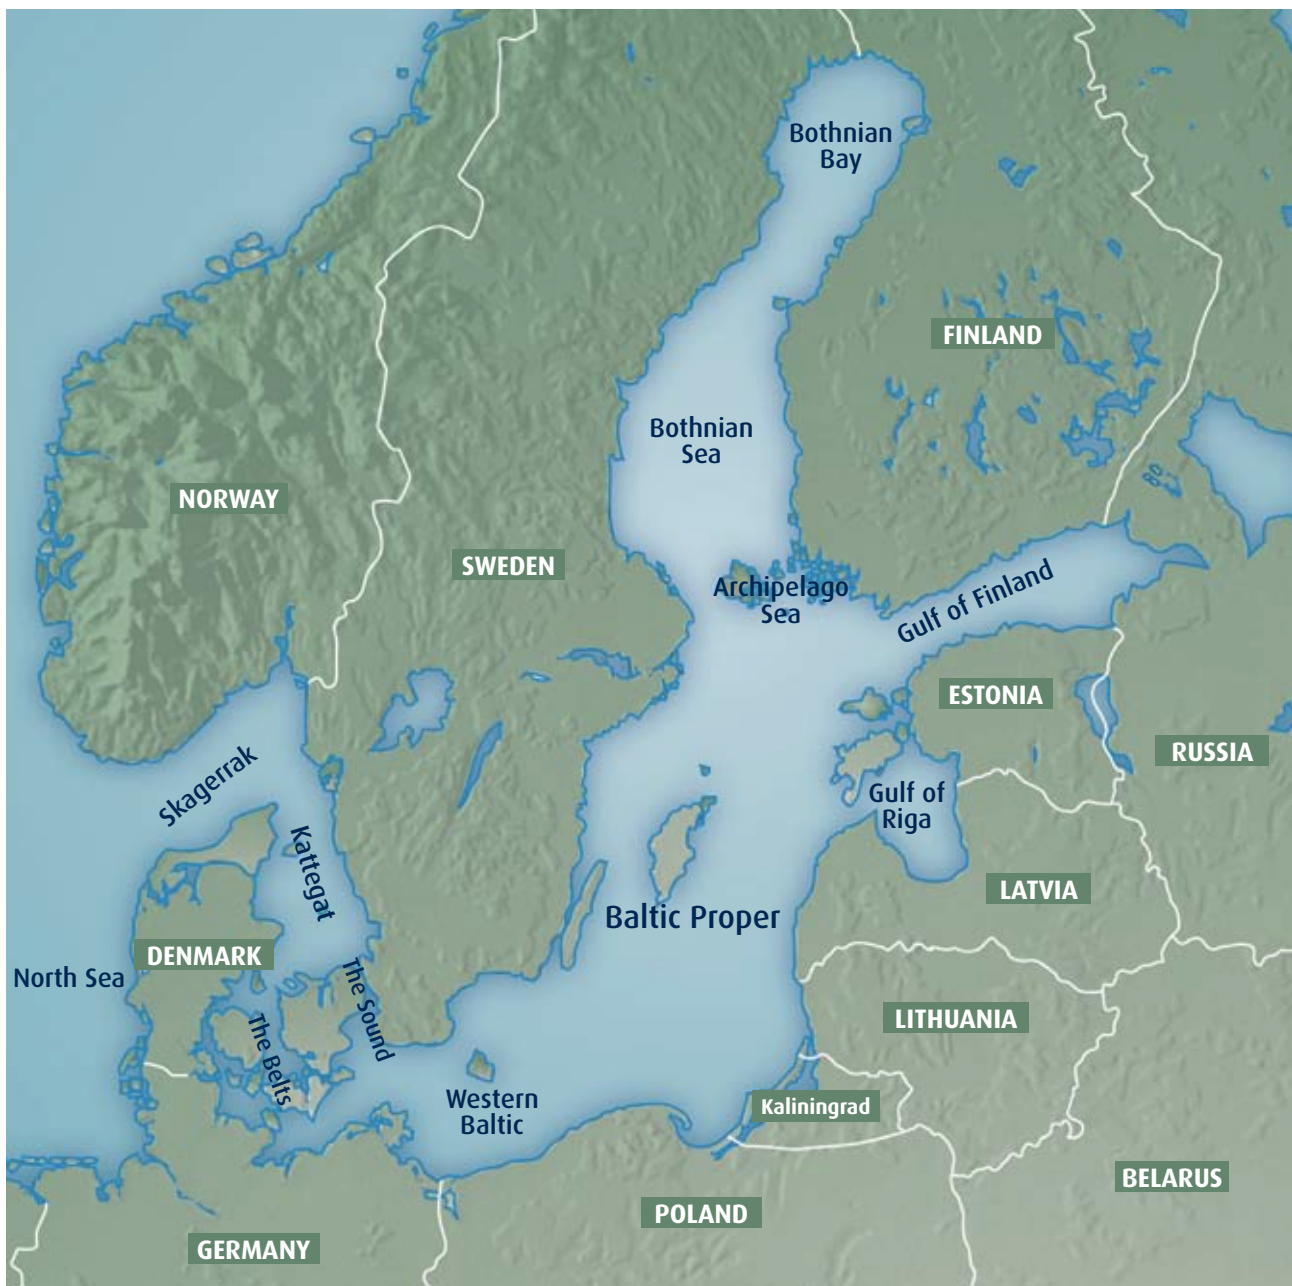 Bothnian
Bay
FINLAND
Bothnian
Sea
NORWAY
SWEDEN
Archipelago
Sea
Gulf of Finland
ESTONIA
RUSSIA
Skagerrak
Gulf of
Riga
Kattegat
LATVIA
Baltic Proper
DENMARK
North Sea
The Sound
LITHUANIA
The Belts
Western
Baltic
Kaliningrad
BELARUS
POLAND
GERMANY